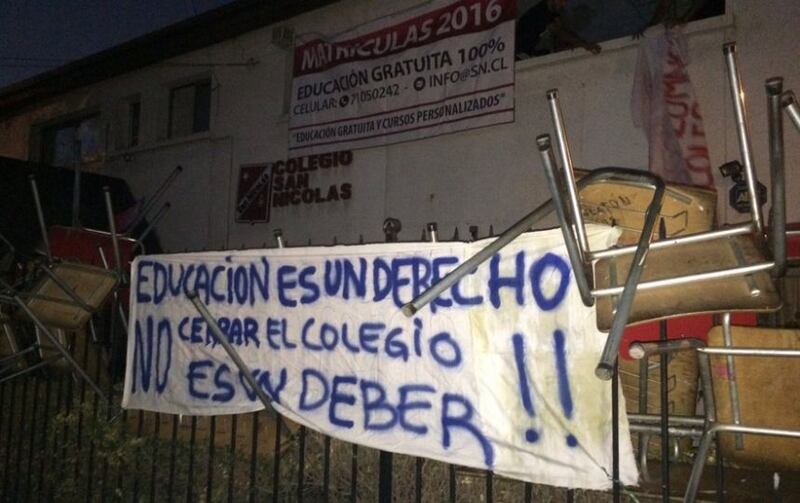 MATRICULAS 2016
EDUCACIÓN GRATUITA 100%
CELULAR: 71050242 - INFO@SN.CL
"EDUCACIÓN GRATUITA Y CURSOS PERSONALIZADOS"
COLEGIO
SAN
NICOLAS
EDUCACION ES UN DERECHO
NO CERRAR EL COLEGIO
ES UN DEBER !!